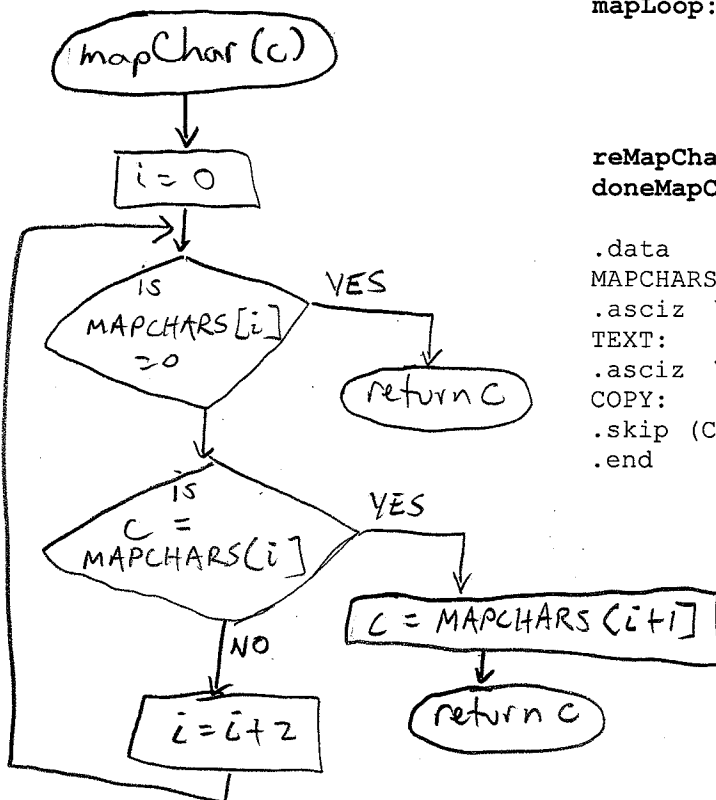 mapChar (c)
i = 0
is
MAPCHARS[i]
=0
YES
return c
is
C =
MAPCHARS(i]
YES
C = MAPCHARS (i+1]
return c
NO
i = i + 2
mapLoop:
reMapCha
doneMapC
.data
MAPCHARS
.asciz
TEXT:
.asciz
COPY:
.skip (C
.end